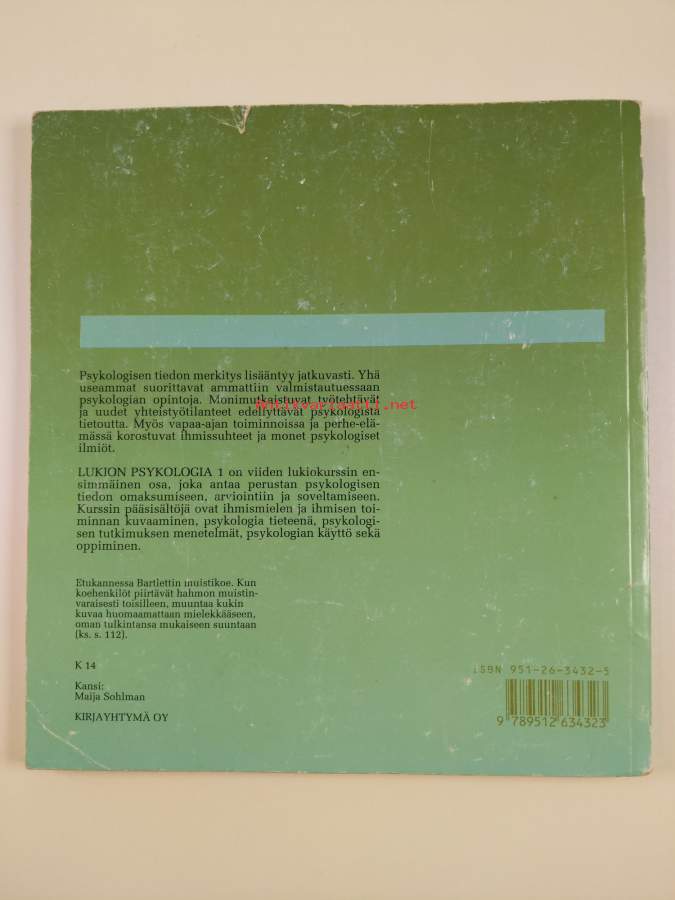 Psykologisen tiedon merkitys lisääntyy jatkuvasti. Yhä
useammat suorittavat ammattiin valmistautuessaan
psykologian opintoja. Monimutkaistuvat työtehtävät
ja uudet yhteistyötilanteet edellyttävät psykologista
tietoutta. Myös vapaa-ajan toiminnoissa ja perhe-elä-
mässä korostuvat ihmissuhteet ja monet psykologiset
ilmiöt.
LUKION PSYKOLOGIA 1 on viiden lukiokurssin en-
simmäinen osa, joka antaa perustan psykologisen
tiedon omaksumiseen, arviointiin ja soveltamiseen.
Kurssin pääsisältöjä ovat ihmismielen ja ihmisen toi-
minnan kuvaaminen, psykologia tieteenä, psykologi-
sen tutkimuksen menetelmät, psykologian käyttö sekä
oppiminen.
Etukannessa Bartlettin muistikoe. Kun
koehenkilöt piirtävät hahmon muistin-
varaisesti toisilleen, muuntaa kukin
kuvaa huomaamattaan mielekkääseen,
oman tulkintansa mukaiseen suuntaan
(ks. s. 112).
K 14
Kansi:
Maija Sohlman
KIRJAYHTYMÄ OY
ISBN 951-26-3432-5
9 789512 634323
Antikvariaatti.net